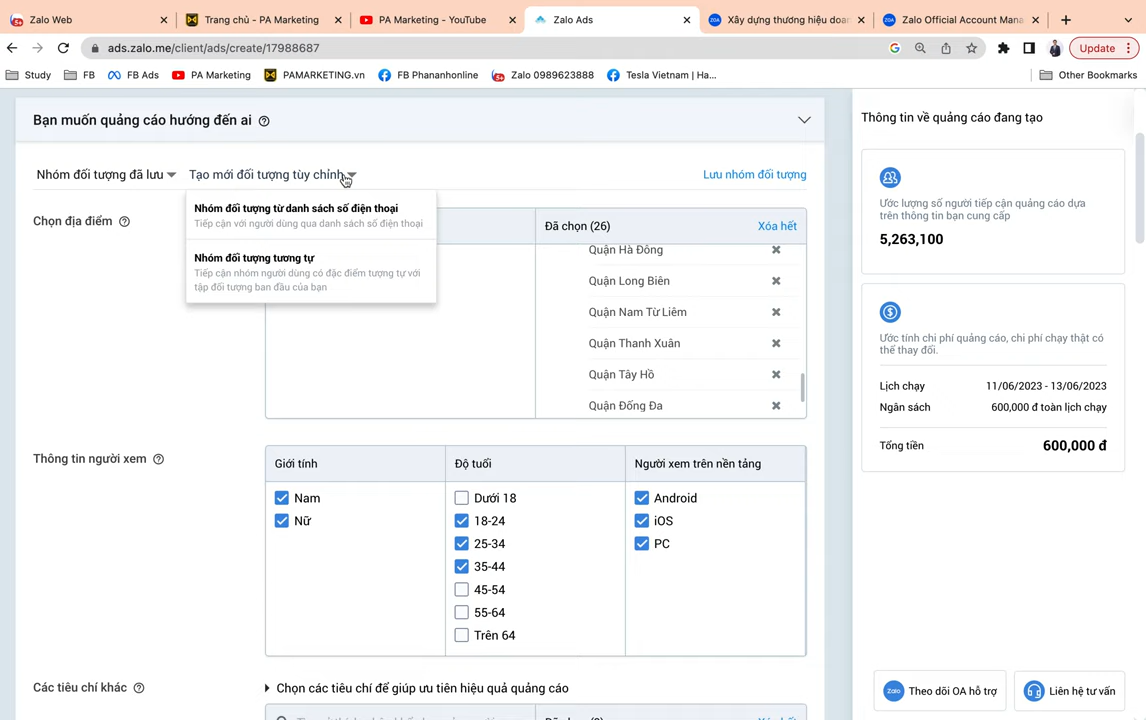 Zalo Web
Trang chủ - PA Marketing
PA Marketing - YouTube
Zalo Ads
Xây dựng thương hiệu doan
Zalo Official Account Mana
ads.zalo.me/client/ads/create/17988687
Update
Study
FB
FB Ads
PA Marketing
PAMARKETING.vn
FB Phananhonline
Zalo 0989623888
Tesla Vietnam | Ha...
Other Bookmarks
Bạn muốn quảng cáo hướng đến ai
Nhóm đối tượng đã lưu
Tạo mới đối tượng tùy chỉnh
Lưu nhóm đối tượng
Nhóm đối tượng từ danh sách số điện thoại
Tiếp cận với người dùng qua danh sách số điện thoại
Nhóm đối tượng tương tự
Tiếp cận nhóm người dùng có đặc điểm tượng tự với
tập đối tượng ban đầu của bạn
Chọn địa điểm
Đã chọn (26)
Xóa hết
Quận Hà Đông
Quận Long Biên
Quận Nam Từ Liêm
Quận Thanh Xuân
Quận Tây Hồ
Quận Đống Đa
Thông tin người xem
Giới tính
Độ tuổi
Người xem trên nền tảng
Nam
Nữ
Dưới 18
18-24
25-34
35-44
45-54
55-64
Trên 64
Android
iOS
PC
Các tiêu chí khác
Chọn các tiêu chí để giúp ưu tiên hiệu quả quảng cáo
Thông tin về quảng cáo đang tạo
Ước lượng số người tiếp cận quảng cáo dựa
trên thông tin bạn cung cấp
5,263,100
Ước tính chi phí quảng cáo, chi phí chạy thật có
thể thay đổi.
Lịch chạy
11/06/2023 - 13/06/2023
Ngân sách
600,000 đ toàn lịch chạy
Tổng tiền
600,000 đ
Zalo
Theo dõi OA hỗ trợ
Liên hệ tư vấn